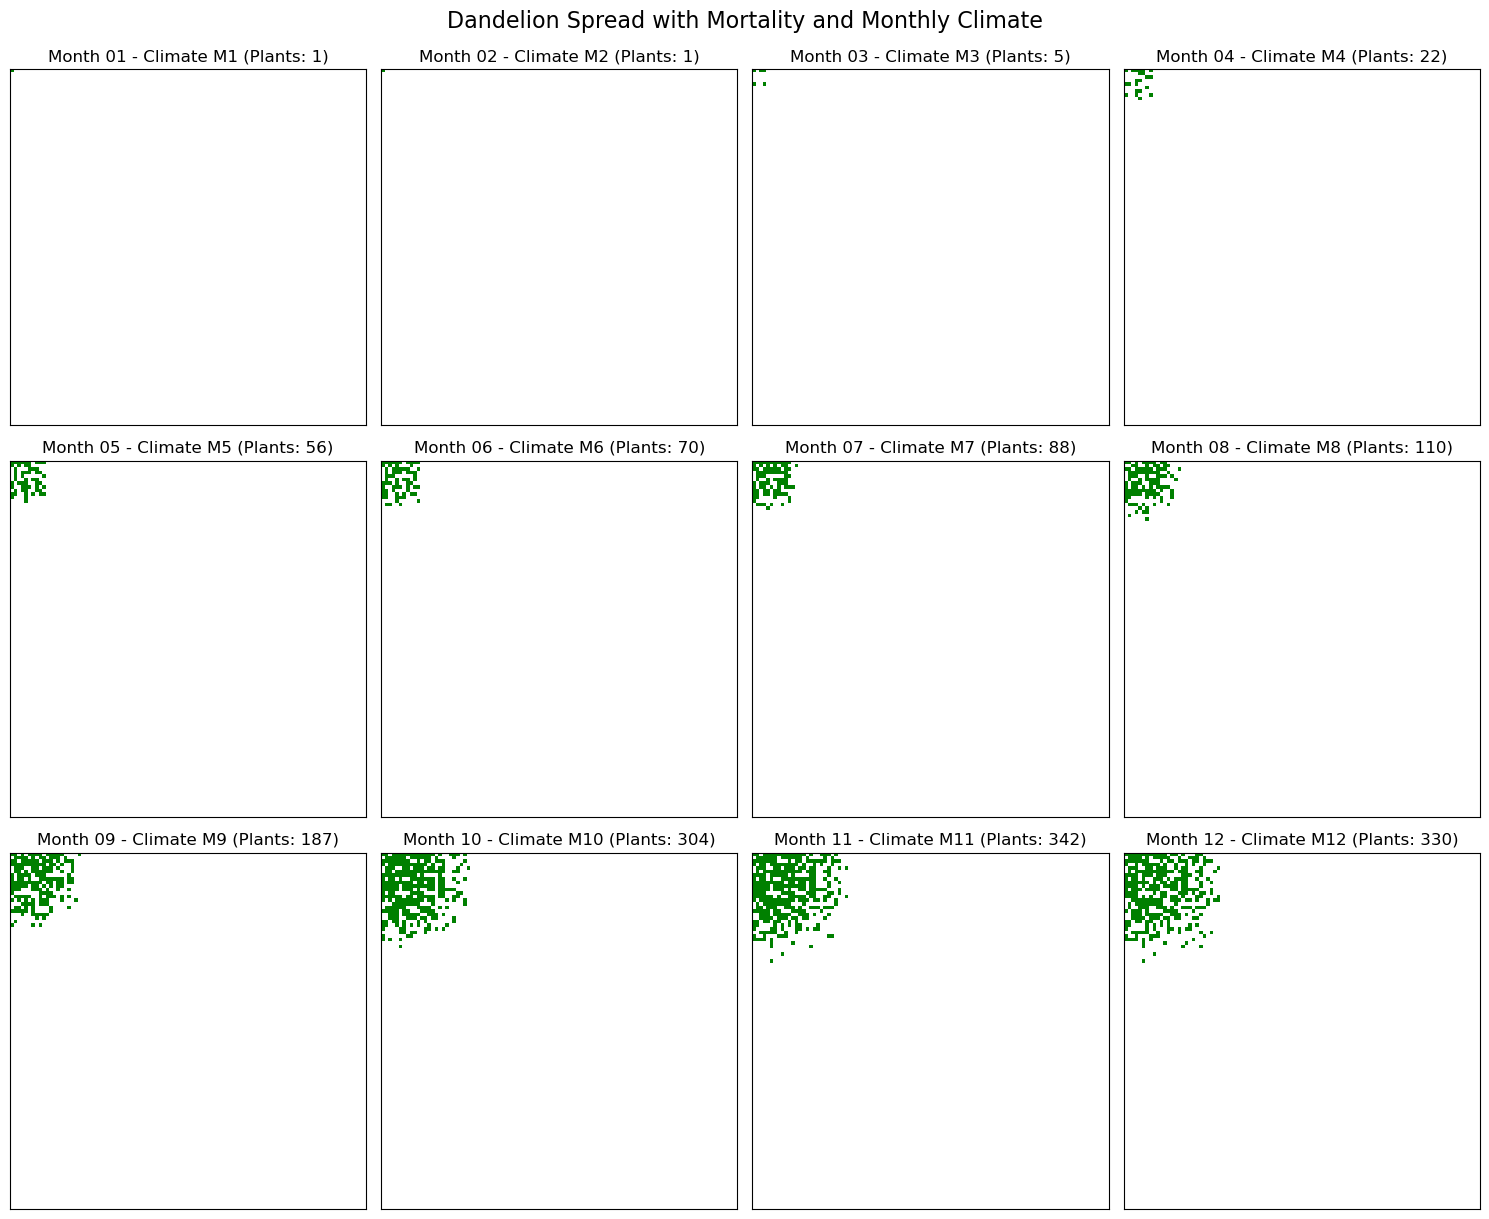 Dandelion Spread with Mortality and Monthly Climate
Month 01 - Climate M1 (Plants: 1)
Month 02 - Climate M2 (Plants: 1)
Month 03 - Climate M3 (Plants: 5)
Month 04 - Climate M4 (Plants: 22)
Month 05 - Climate M5 (Plants: 56)
Month 06 - Climate M6 (Plants: 70)
Month 07 - Climate M7 (Plants: 88)
Month 08 - Climate M8 (Plants: 110)
Month 09 - Climate M9 (Plants: 187)
Month 10 - Climate M10 (Plants: 304)
Month 11 - Climate M11 (Plants: 342)
Month 12 - Climate M12 (Plants: 330)